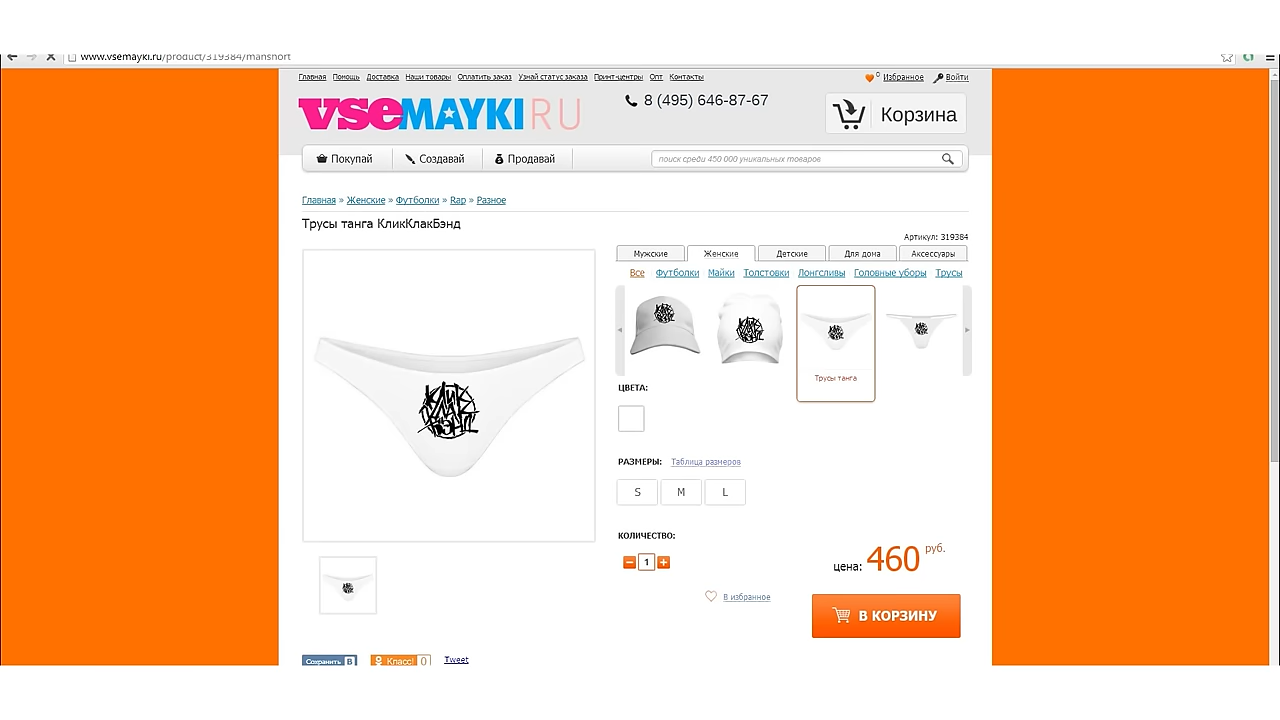 www.vsemayki.ru/product/319384/manshort
Главная Помощь Доставка Наши товары Оплатить заказ Узнай статус заказа Принт-центры Опт Контакты
0 Избранное Войти
vseMAYKI RU
8 (495) 646-87-67
Корзина
Покупай Создавай Продавай
поиск среди 450 000 уникальных товаров
Главная » Женские » Футболки » Rap » Разное
Трусы танга КликКлакБэнд
Артикул: 319384
Мужские Женские Детские Для дома Аксессуары
Все Футболки Майки Толстовки Лонгсливы Головные уборы Трусы
Трусы танга
ЦВЕТА:
РАЗМЕРЫ: Таблица размеров
S M L
КОЛИЧЕСТВО:
1
цена: 460 руб.
В избранное
В КОРЗИНУ
Сохранить В
Класс! 0
Tweet